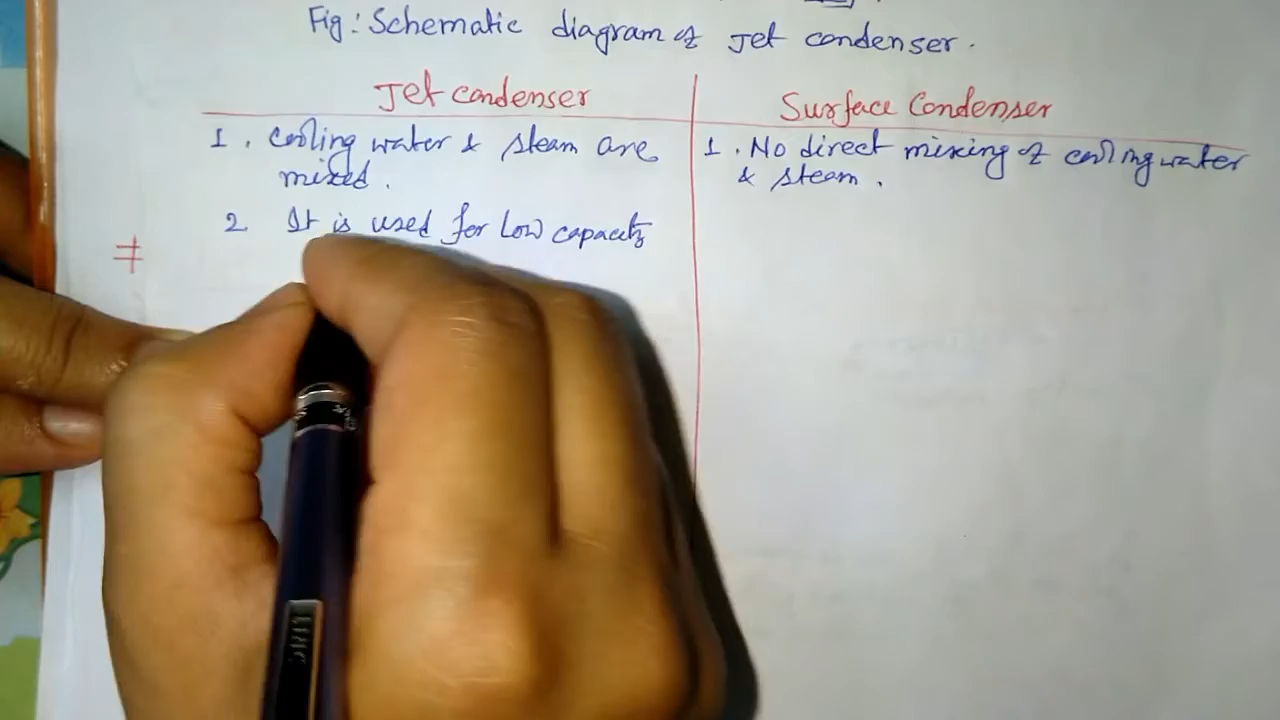 Fig: Schematic diagram of Jet condenser.
Jet condenser
Surface Condenser
1. Cooling water & steam are
mixed.
1. No direct mixing of cooling water
& steam.
2 It is used for Low capacity
≠